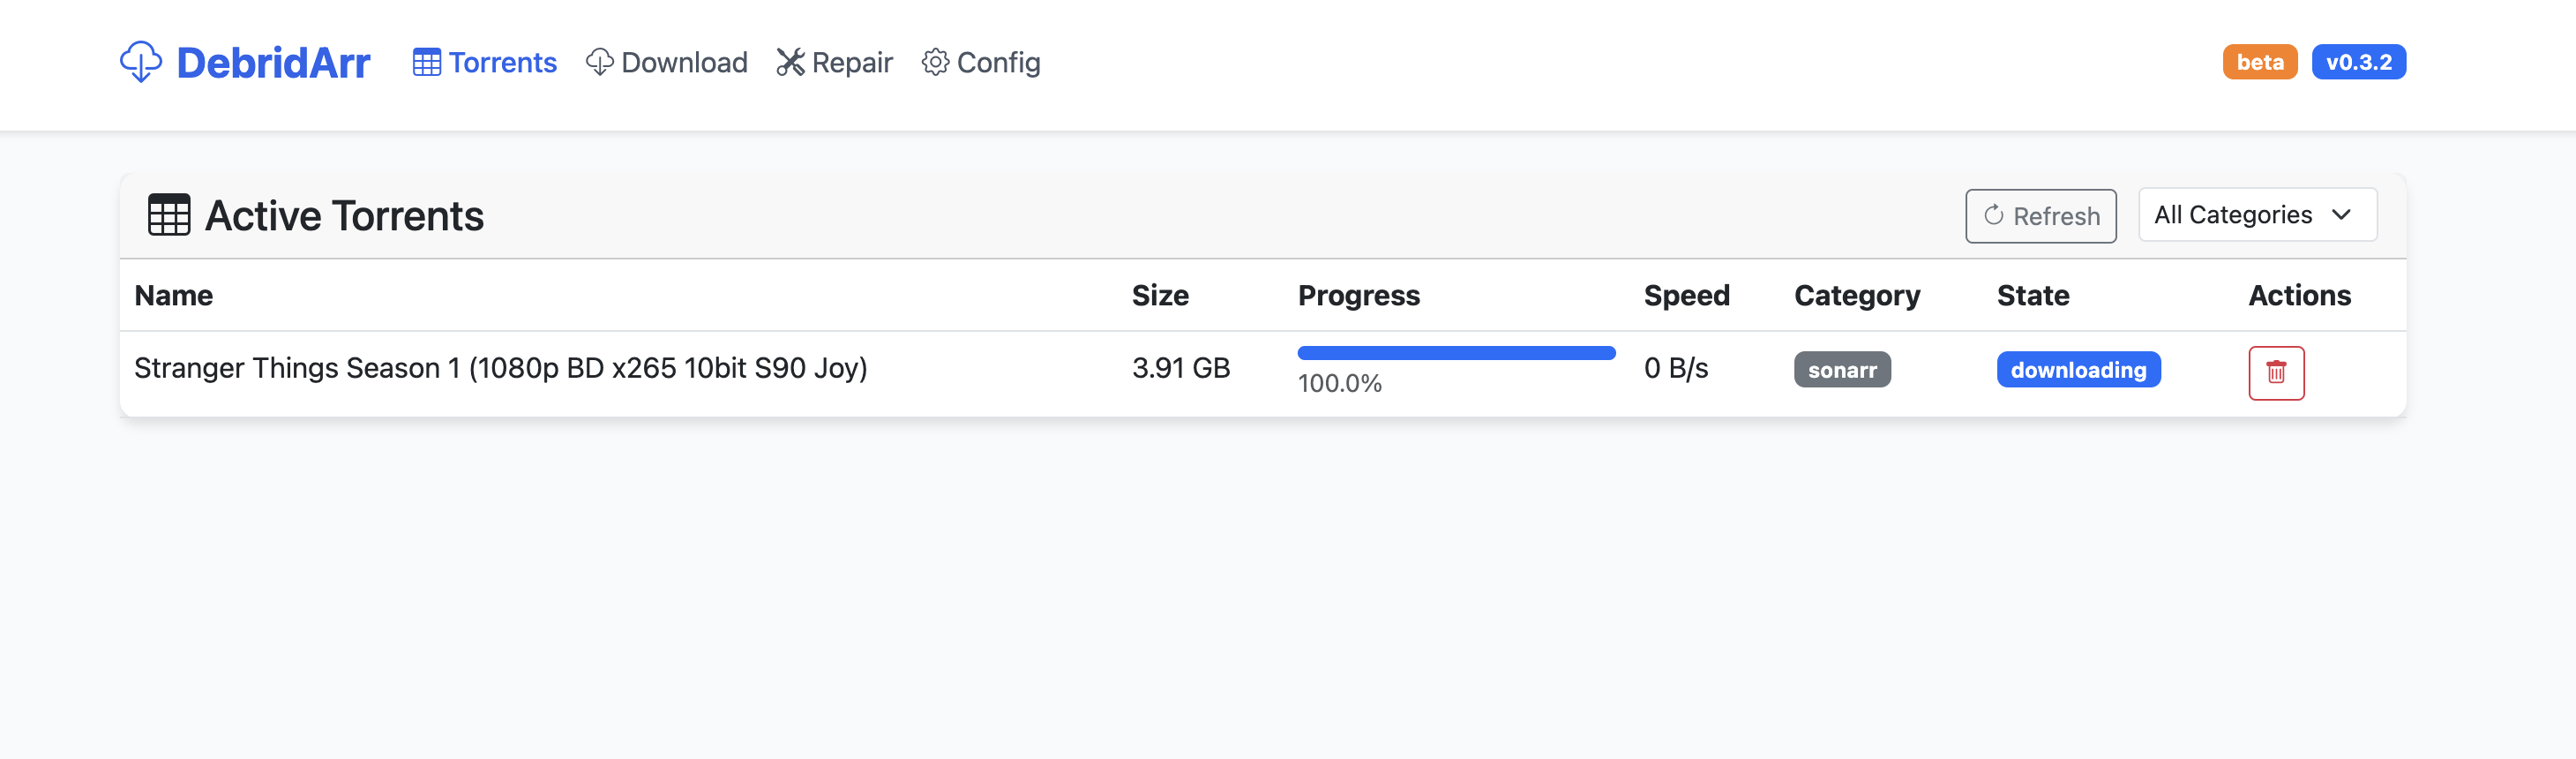 DebridArr Torrents Download Repair Config beta v0.3.2
Active Torrents Refresh All Categories
Name Size Progress Speed Category State Actions
Stranger Things Season 1 (1080p BD x265 10bit S90 Joy) 3.91 GB 100.0% 0 B/s sonarr downloading